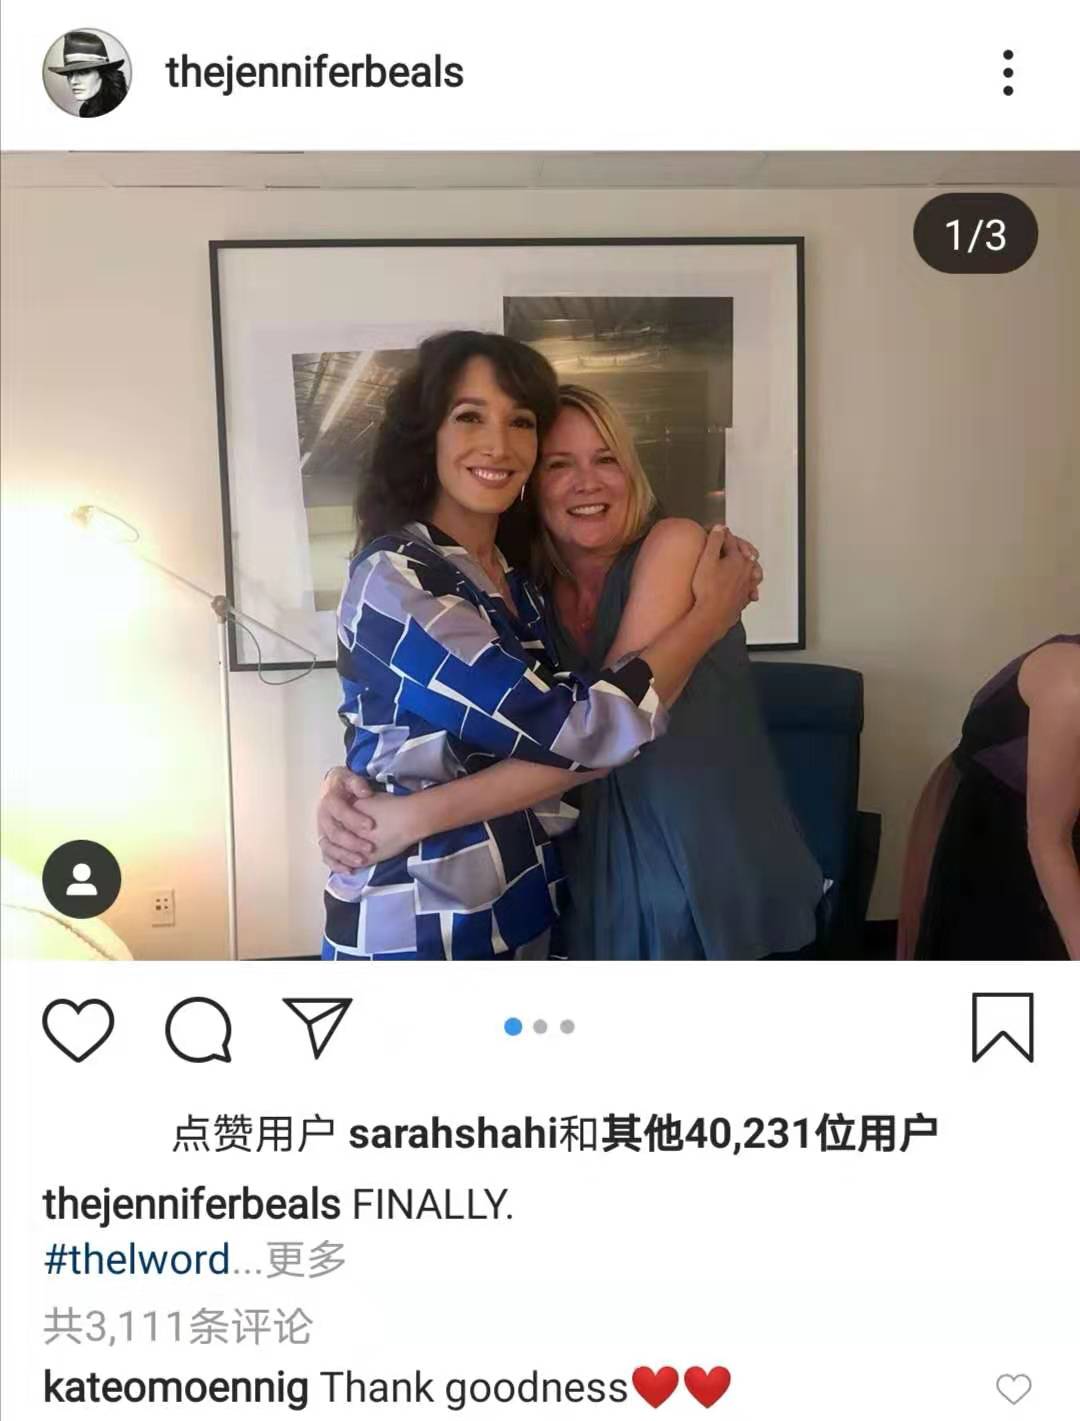 thejenniferbeals
1/3
点赞用户 sarahshahi和其他40,231位用户
thejenniferbeals FINALLY.
#thelword...更多
共3,111条评论
kateomoennig Thank goodness❤️❤️